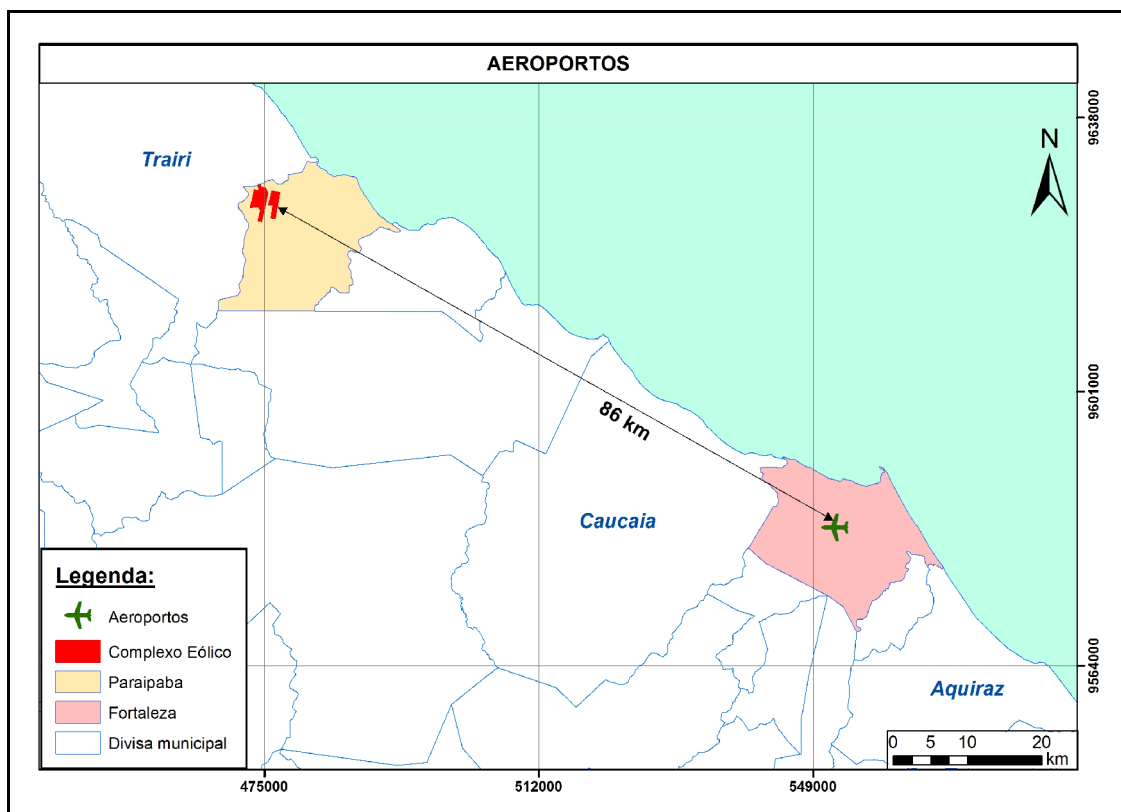 AEROPORTOS
Trairi
N
9638000
86 km
9601000
Caucaia
Legenda:
Aeroportos
Complexo Eólico
Paraipaba
Fortaleza
Divisa municipal
9564000
Aquiraz
0 5 10 20
km
475000 512000 549000